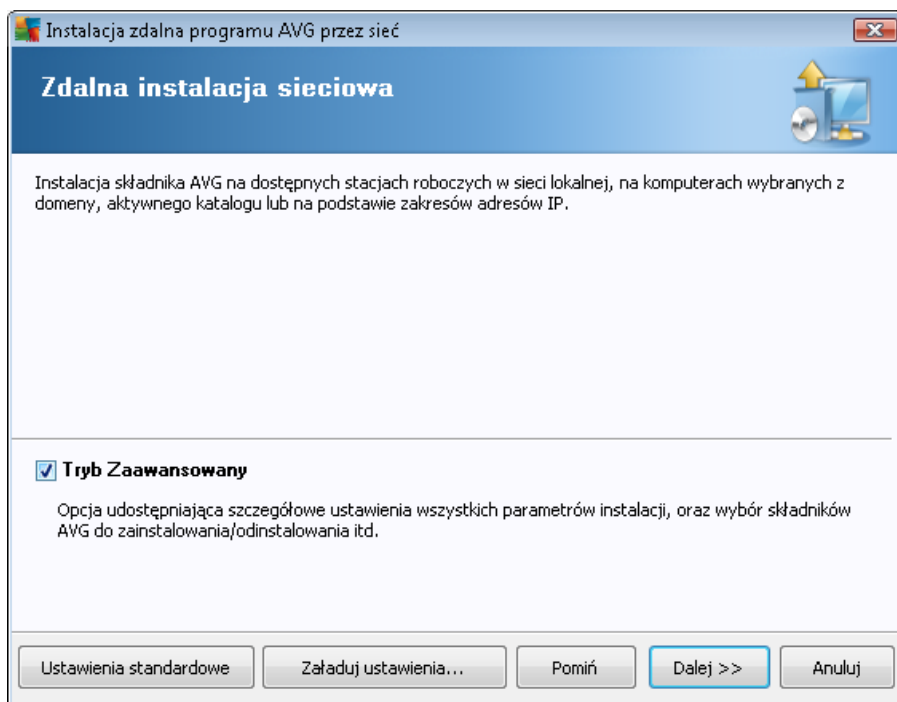 Instalacja zdalna programu AVG przez sieć
Zdalna instalacja sieciowa
Instalacja składnika AVG na dostępnych stacjach roboczych w sieci lokalnej, na komputerach wybranych z
domeny, aktywnego katalogu lub na podstawie zakresów adresów IP.
Tryb Zaawansowany
Opcja udostępniająca szczegółowe ustawienia wszystkich parametrów instalacji, oraz wybór składników
AVG do zainstalowania/odinstalowania itd.
Ustawienia standardowe
Załaduj ustawienia...
Pomiń
Dalej >>
Anuluj